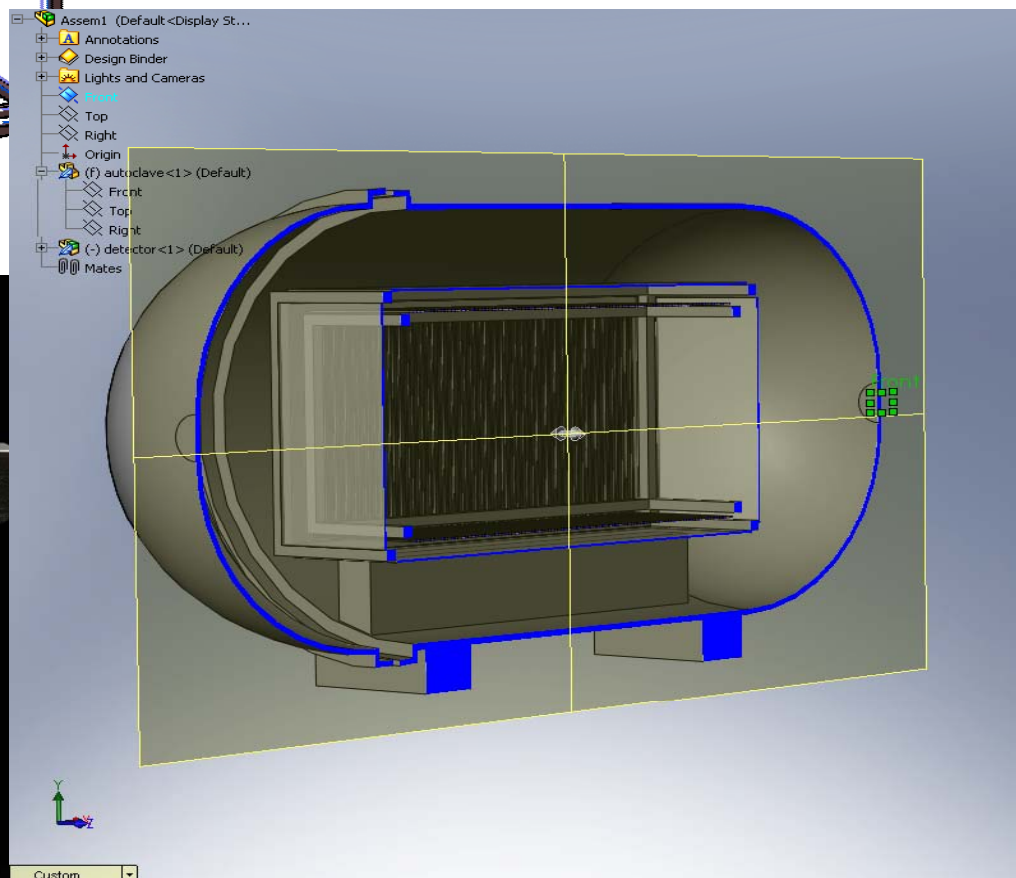 Assem1 (Default<Display St...
A Annotations
Design Binder
Lights and Cameras
Front
Top
Right
Origin
(f) autoclave<1> (Default)
Front
Top
Right
(-) detector<1> (Default)
Mates
Front
Y
Z
Custom